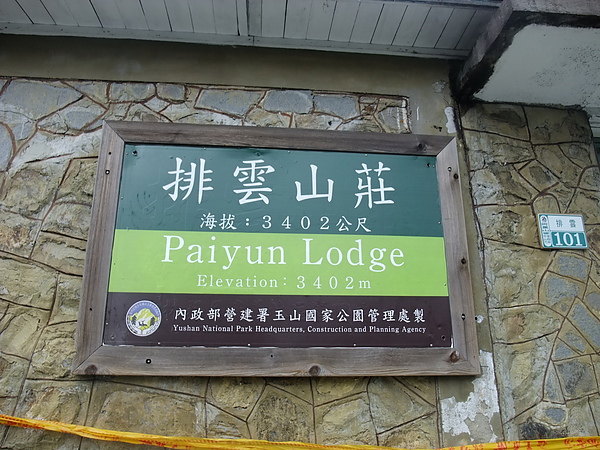 排雲山莊
海拔：３４０２公尺
Paiyun Lodge
Elevation：３４０２m
內政部營建署玉山國家公園管理處製
Yushan National Park Headquarters, Construction and Planning Agency
排雲
101